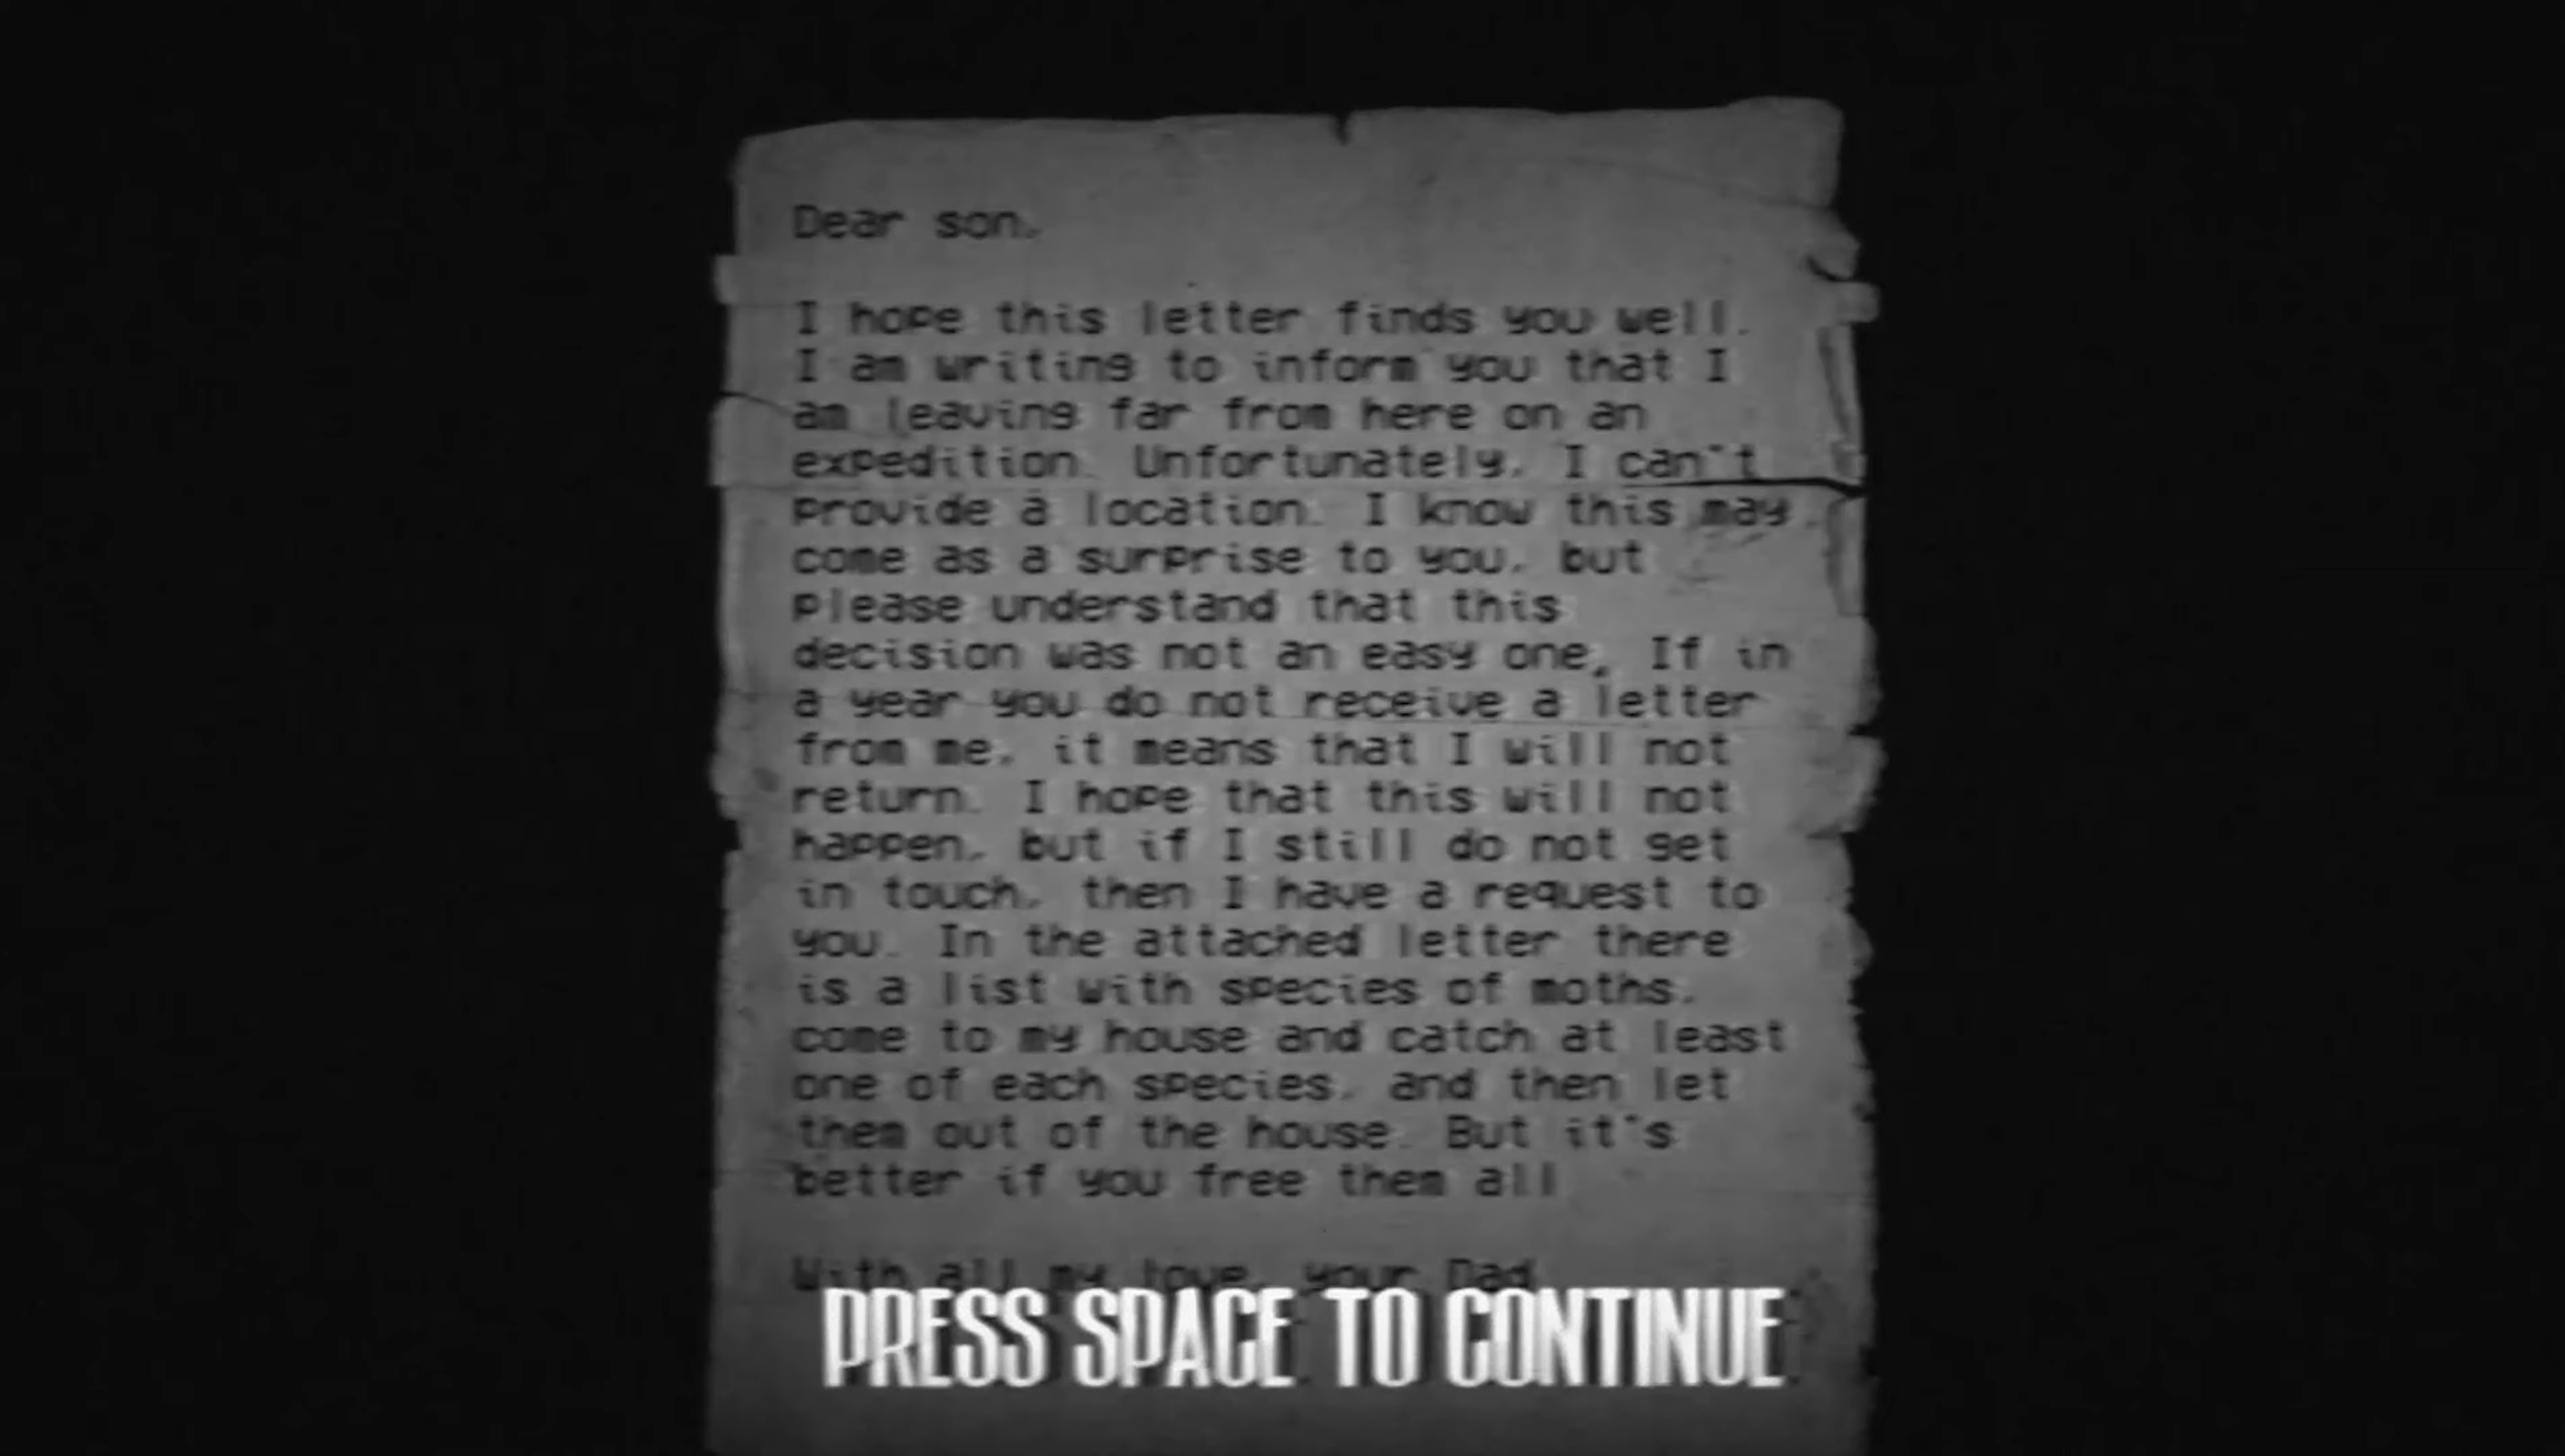 Dear son,
I hope this letter finds you well.
I am writing to inform you that I
am leaving far from here on an
expedition. Unfortunately, I can't
provide a location. I know this may
come as a surprise to you, but
please understand that this
decision was not an easy one. If in
a year you do not receive a letter
from me, it means that I will not
return. I hope that this will not
happen, but if I still do not get
in touch, then I have a request to
you. In the attached letter there
is a list with species of moths,
come to my house and catch at least
one of each species, and then let
them out of the house. But it's
better if you free them all
With all my love, your Dad
PRESS SPACE TO CONTINUE